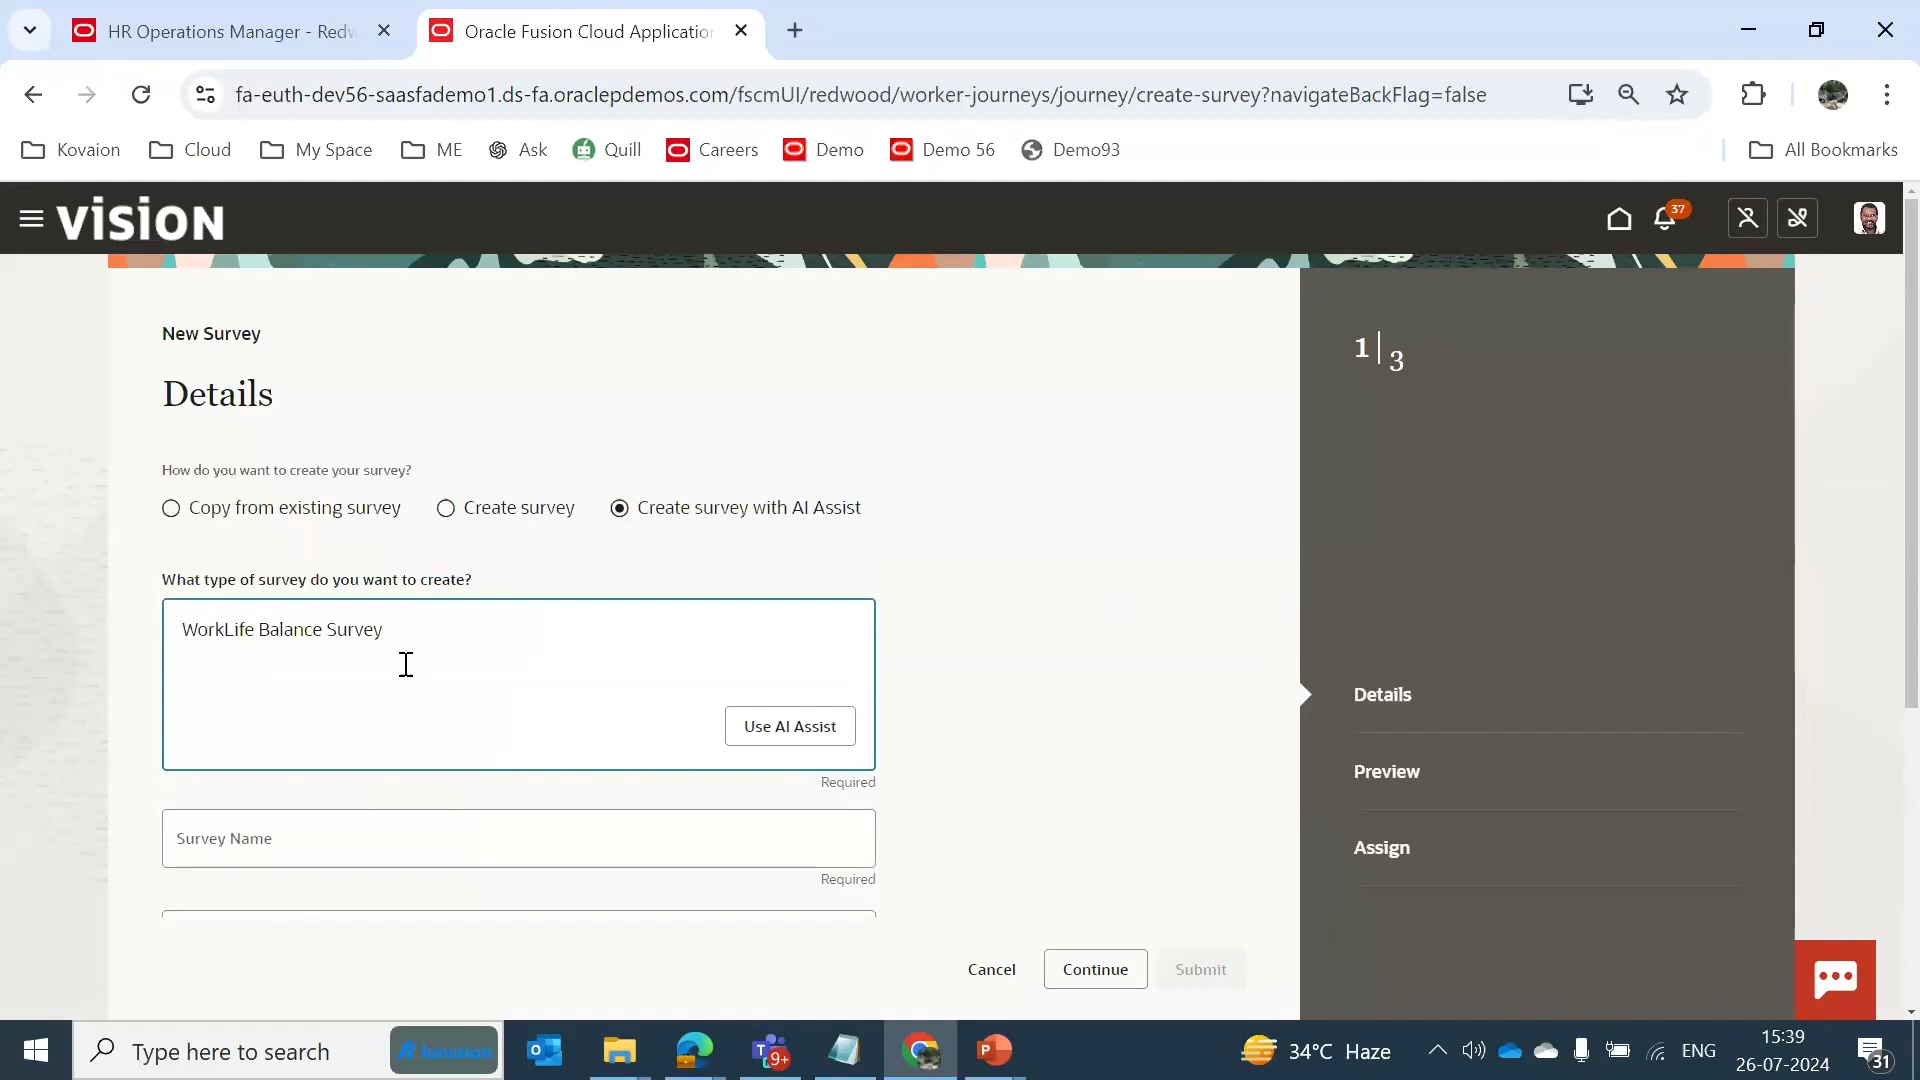 HR Operations Manager - Redw
Oracle Fusion Cloud Applicatio
fa-euth-dev56-saasfademo1.ds-fa.oraclepdemos.com/fscmUI/redwood/worker-journeys/journey/create-survey?navigateBackFlag=false
Kovaion
Cloud
My Space
ME
Ask
Quill
Careers
Demo
Demo 56
Demo93
All Bookmarks
VISION
37
New Survey
1 | 3
Details
How do you want to create your survey?
Copy from existing survey
Create survey
Create survey with AI Assist
What type of survey do you want to create?
WorkLife Balance Survey
Use AI Assist
Required
Survey Name
Required
Details
Preview
Assign
Cancel
Continue
Submit
Type here to search
kovaion
9+
34°C Haze
ENG
15:39
26-07-2024
31